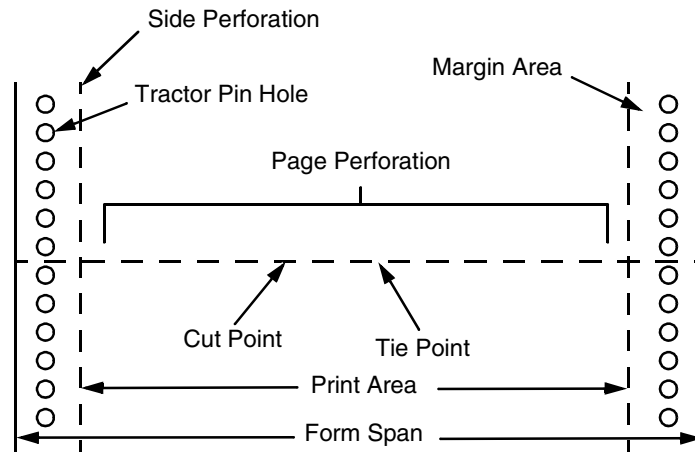 Side Perforation
Margin Area
Tractor Pin Hole
Page Perforation
Cut Point
Tie Point
Print Area
Form Span